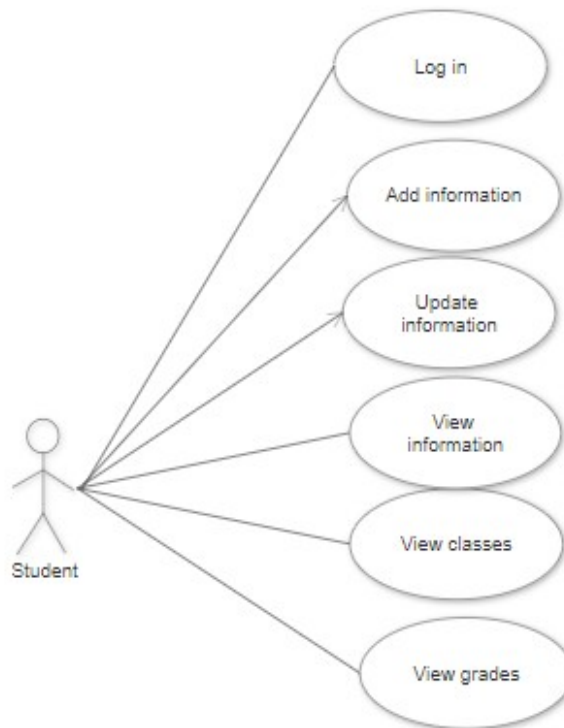 Log in
Add information
Update
information
View
information
View classes
View grades
Student